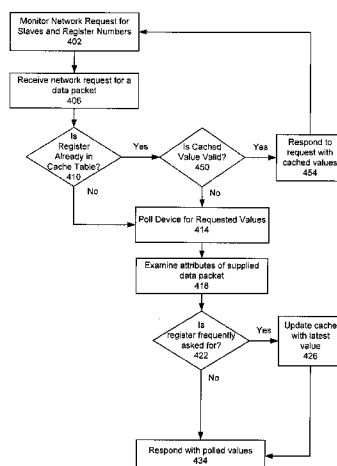 Monitor Network Request for
Slaves and Register Numbers
402
Receive network request for a
data packet
406
Is
Register
Already in
Cache Table?
410
Yes
Is Cached
Value Valid?
450
Yes
Respond to
request with
cached values
454
No
No
Poll Device for Requested Values
414
Examine attributes of supplied
data packet
418
Is
register frequently
asked for?
422
Yes
Update cache
with latest
value
426
No
Respond with polled values
434